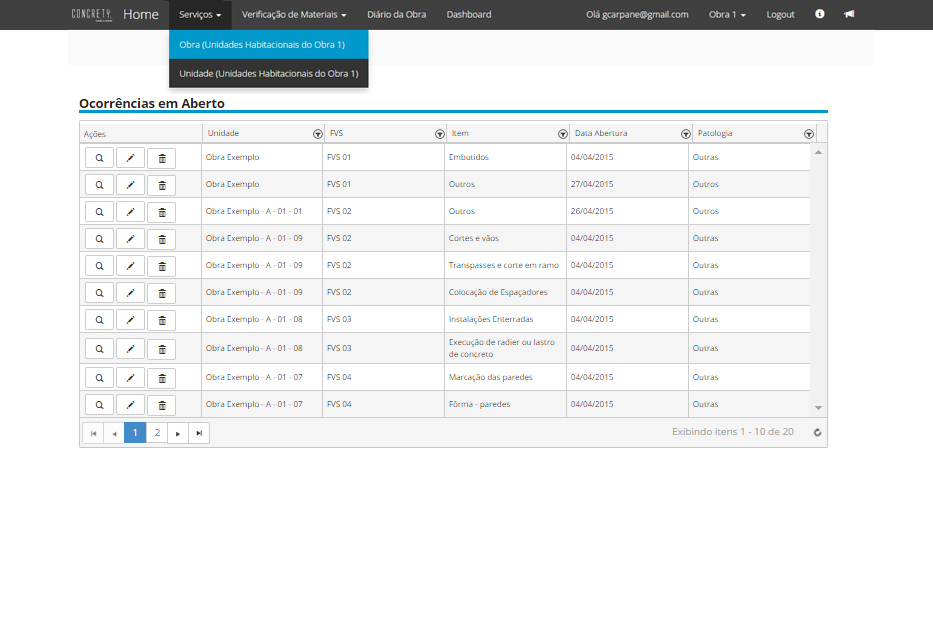 CONCRETY. Home Serviços Verificação de Materiais Diário da Obra Dashboard Olá gcarpane@gmail.com Obra 1 Logout
Obra (Unidades Habitacionais do Obra 1)
Unidade (Unidades Habitacionais do Obra 1)
Ocorrências em Aberto
Ações Unidade FVS Item Data Abertura Patologia
Obra Exemplo FVS 01 Embutidos 04/04/2015 Outras
Obra Exemplo FVS 01 Outros 27/04/2015 Outros
Obra Exemplo - A - 01 - 01 FVS 02 Outros 26/04/2015 Outros
Obra Exemplo - A - 01 - 09 FVS 02 Cortes e vãos 04/04/2015 Outras
Obra Exemplo - A - 01 - 09 FVS 02 Transpasses e corte em ramo 04/04/2015 Outras
Obra Exemplo - A - 01 - 09 FVS 02 Colocação de Espaçadores 04/04/2015 Outras
Obra Exemplo - A - 01 - 08 FVS 03 Instalações Enterradas 04/04/2015 Outras
Obra Exemplo - A - 01 - 08 FVS 03 Execução de radier ou lastro 04/04/2015 Outras
de concreto
Obra Exemplo - A - 01 - 07 FVS 04 Marcação das paredes 04/04/2015 Outras
Obra Exemplo - A - 01 - 07 FVS 04 Fôrma - paredes 04/04/2015 Outras
1 2 Exibindo itens 1 - 10 de 20